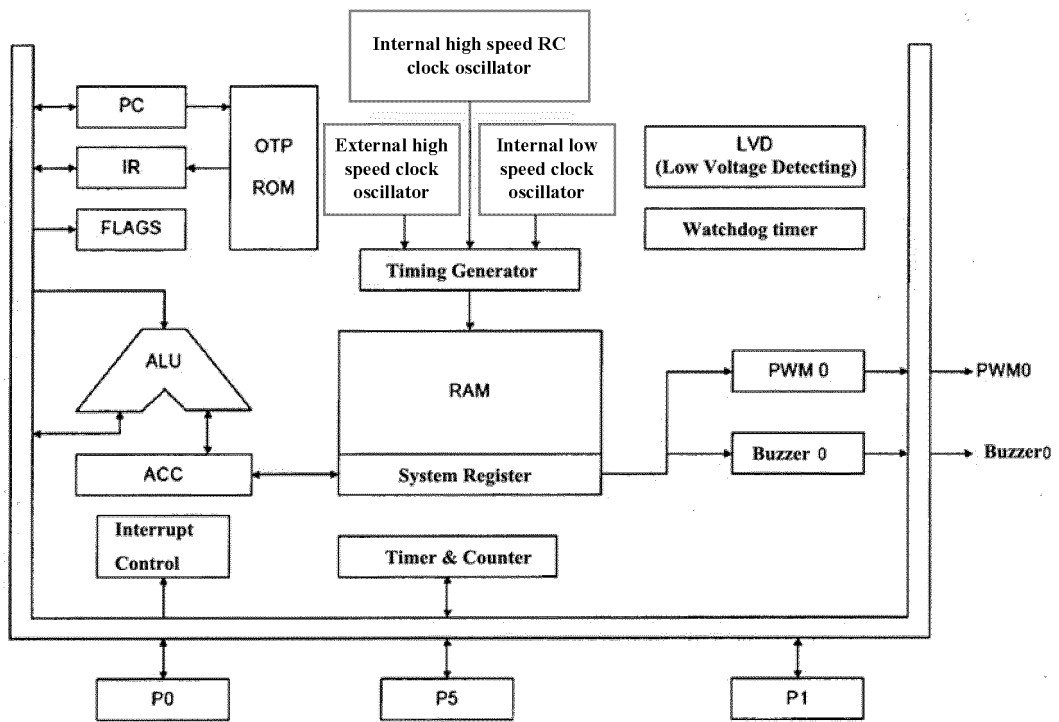 Internal high speed RC
clock oscillator
PC
OTP
ROM
IR
FLAGS
External high
speed clock
oscillator
Internal low
speed clock
oscillator
LVD
(Low Voltage Detecting)
Watchdog timer
Timing Generator
ALU
RAM
PWM 0
PWM0
ACC
System Register
Buzzer 0
Buzzer0
Interrupt
Control
Timer & Counter
P0
P5
P1